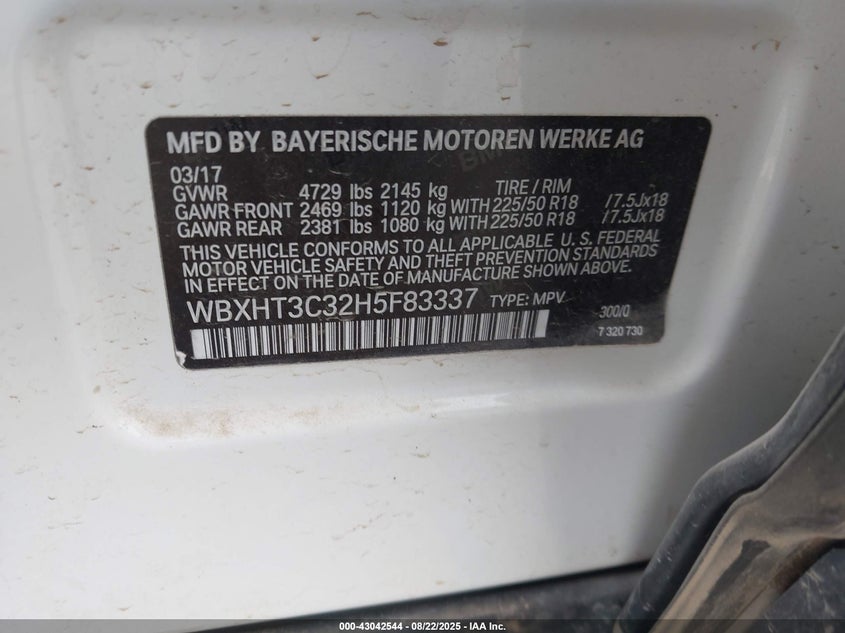 MFD BY BAYERISCHE MOTOREN WERKE AG
03/17 TIRE / RIM
GVWR 4729 lbs 2145 kg
GAWR FRONT 2469 lbs 1120 kg WITH 225/50 R18 /7.5Jx18
GAWR REAR 2381 lbs 1080 kg WITH 225/50 R18 /7.5Jx18
THIS VEHICLE CONFORMS TO ALL APPLICABLE U. S. FEDERAL
MOTOR VEHICLE SAFETY AND THEFT PREVENTION STANDARDS
IN EFFECT ON THE DATE OF MANUFACTURE SHOWN ABOVE.
WBXHT3C32H5F83337 TYPE: MPV 300/0
7 320 730
000-43042544 - 08/22/2025 - IAA Inc.